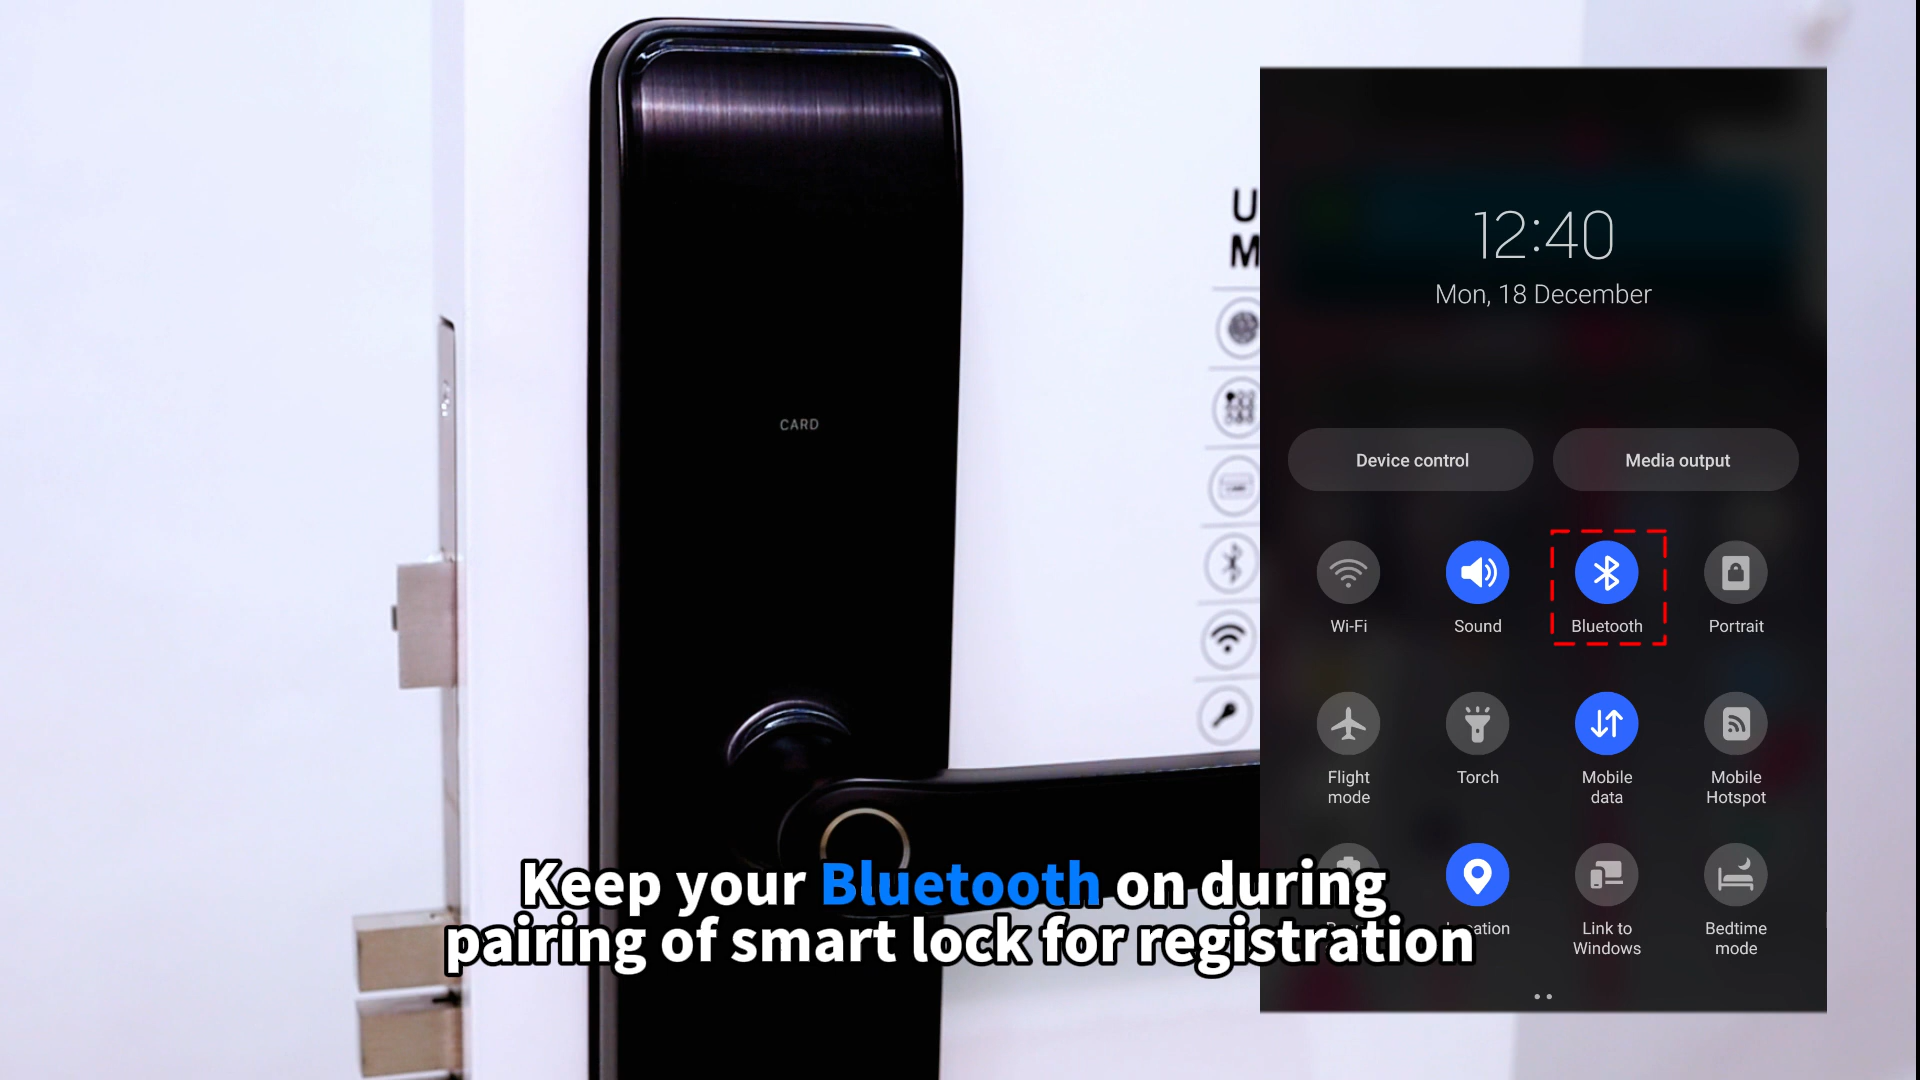 CARD
U
M
12:40
Mon, 18 December
Device control
Media output
Wi-Fi
Sound
Bluetooth
Portrait
Flight
mode
Torch
Mobile
data
Mobile
Hotspot
Link to
Windows
Bedtime
mode
Keep your Bluetooth on during
pairing of smart lock for registration